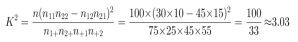 K² = n(n₁₁n₂₂ − n₁₂n₂₁)² / n₁₊n₂₊n₊₁n₊₂ = 100×(30×10 − 45×15)² / 75×25×45×55 = 100/33 ≈3.03